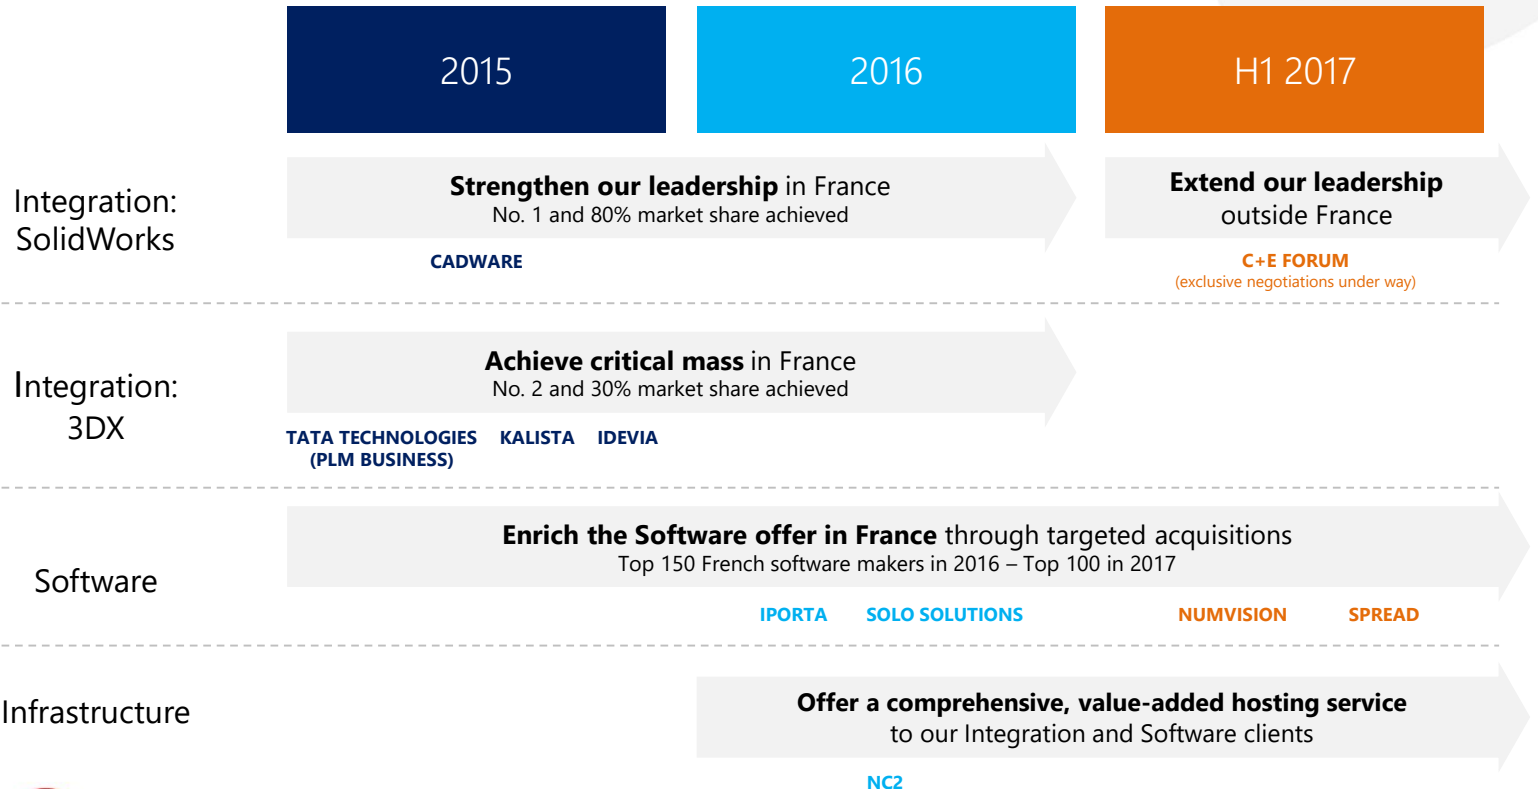 2015
2016
H1 2017
Integration:
SolidWorks
Strengthen our leadership in France
No. 1 and 80% market share achieved
Extend our leadership
outside France
CADWARE
C+E FORUM
(exclusive negotiations under way)
Integration:
3DX
Achieve critical mass in France
No. 2 and 30% market share achieved
TATA TECHNOLOGIES
(PLM BUSINESS)
KALISTA
IDEVIA
Software
Enrich the Software offer in France through targeted acquisitions
Top 150 French software makers in 2016 – Top 100 in 2017
IPORTA
SOLO SOLUTIONS
NUMVISION
SPREAD
Infrastructure
Offer a comprehensive, value-added hosting service
to our Integration and Software clients
NC2